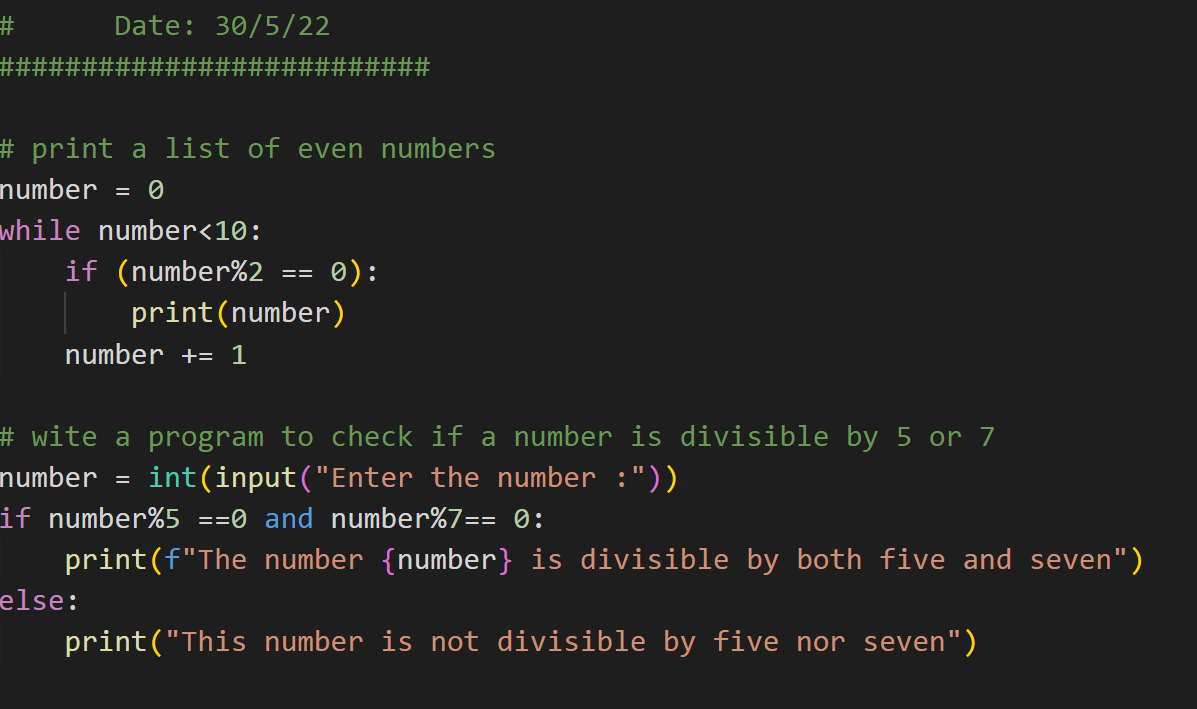 #      Date: 30/5/22
##########################
# print a list of even numbers
number = 0
while number<10:
    if (number%2 == 0):
        print(number)
    number += 1
# wite a program to check if a number is divisible by 5 or 7
number = int(input("Enter the number :"))
if number%5 ==0 and number%7== 0:
    print(f"The number {number} is divisible by both five and seven")
else:
    print("This number is not divisible by five nor seven")